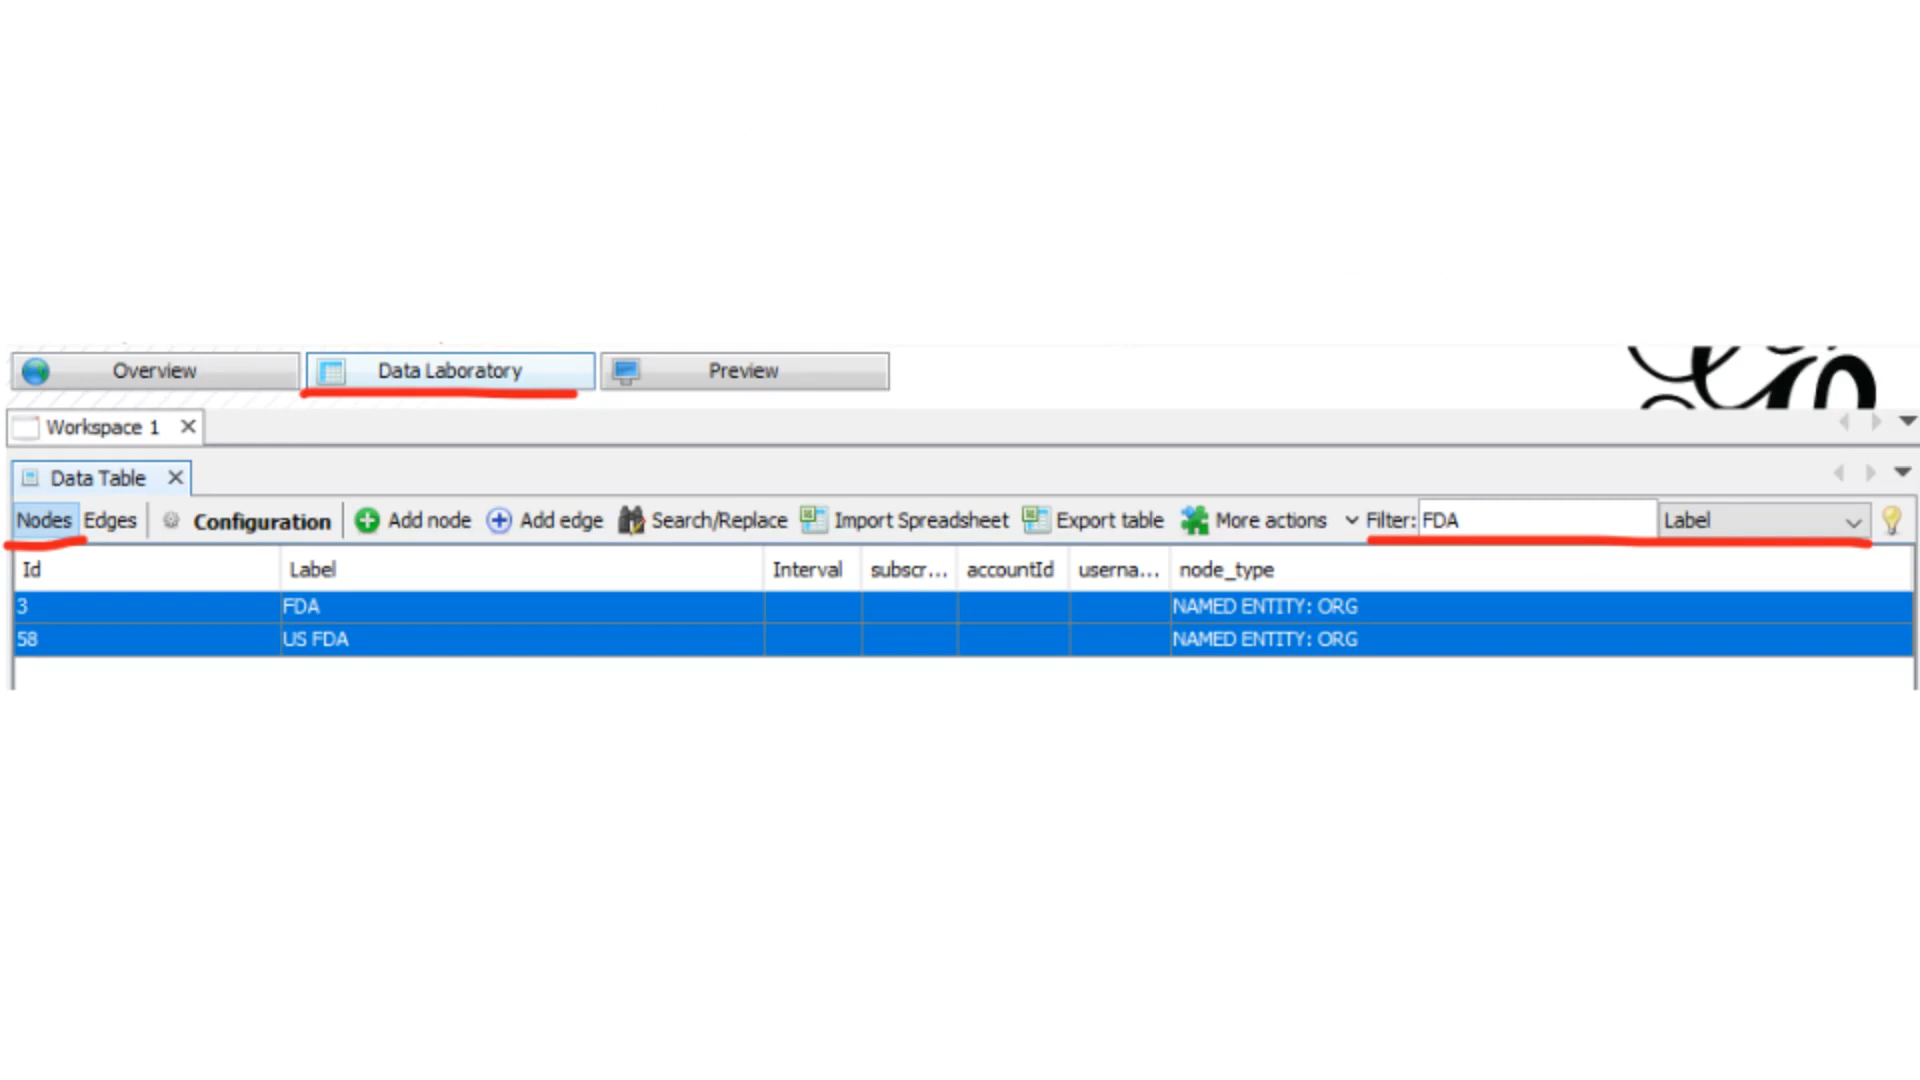 Overview Data Laboratory Preview
Workspace 1
Data Table
Nodes Edges Configuration Add node Add edge Search/Replace Import Spreadsheet Export table More actions Filter: FDA Label
Id Label Interval subscr... accountId userna... node_type
3 FDA NAMED ENTITY: ORG
58 US FDA NAMED ENTITY: ORG